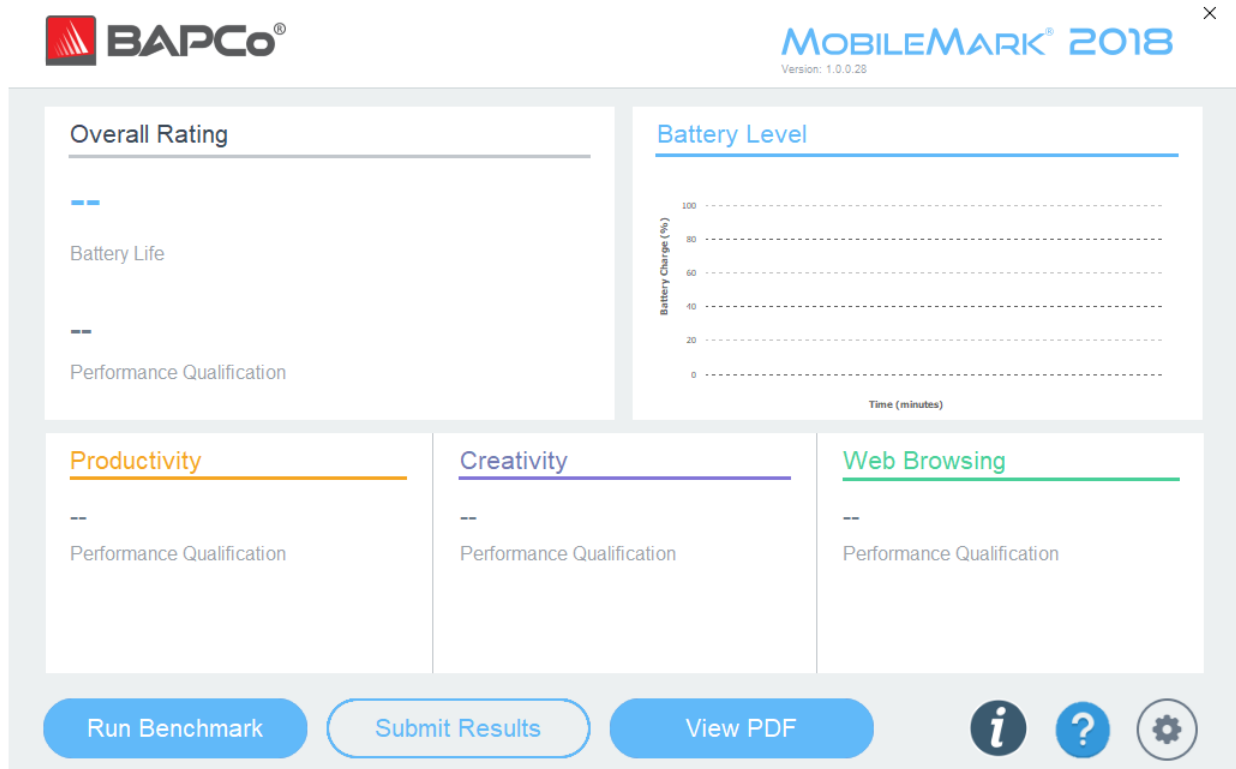 BAPCo®
MOBILEMARK® 2018
Version: 1.0.0.28
Overall Rating
--
Battery Life
--
Performance Qualification
Battery Level
100
80
60
40
20
0
Battery Charge (%)
Time (minutes)
Productivity
--
Performance Qualification
Creativity
--
Performance Qualification
Web Browsing
--
Performance Qualification
Run Benchmark
Submit Results
View PDF
i
?